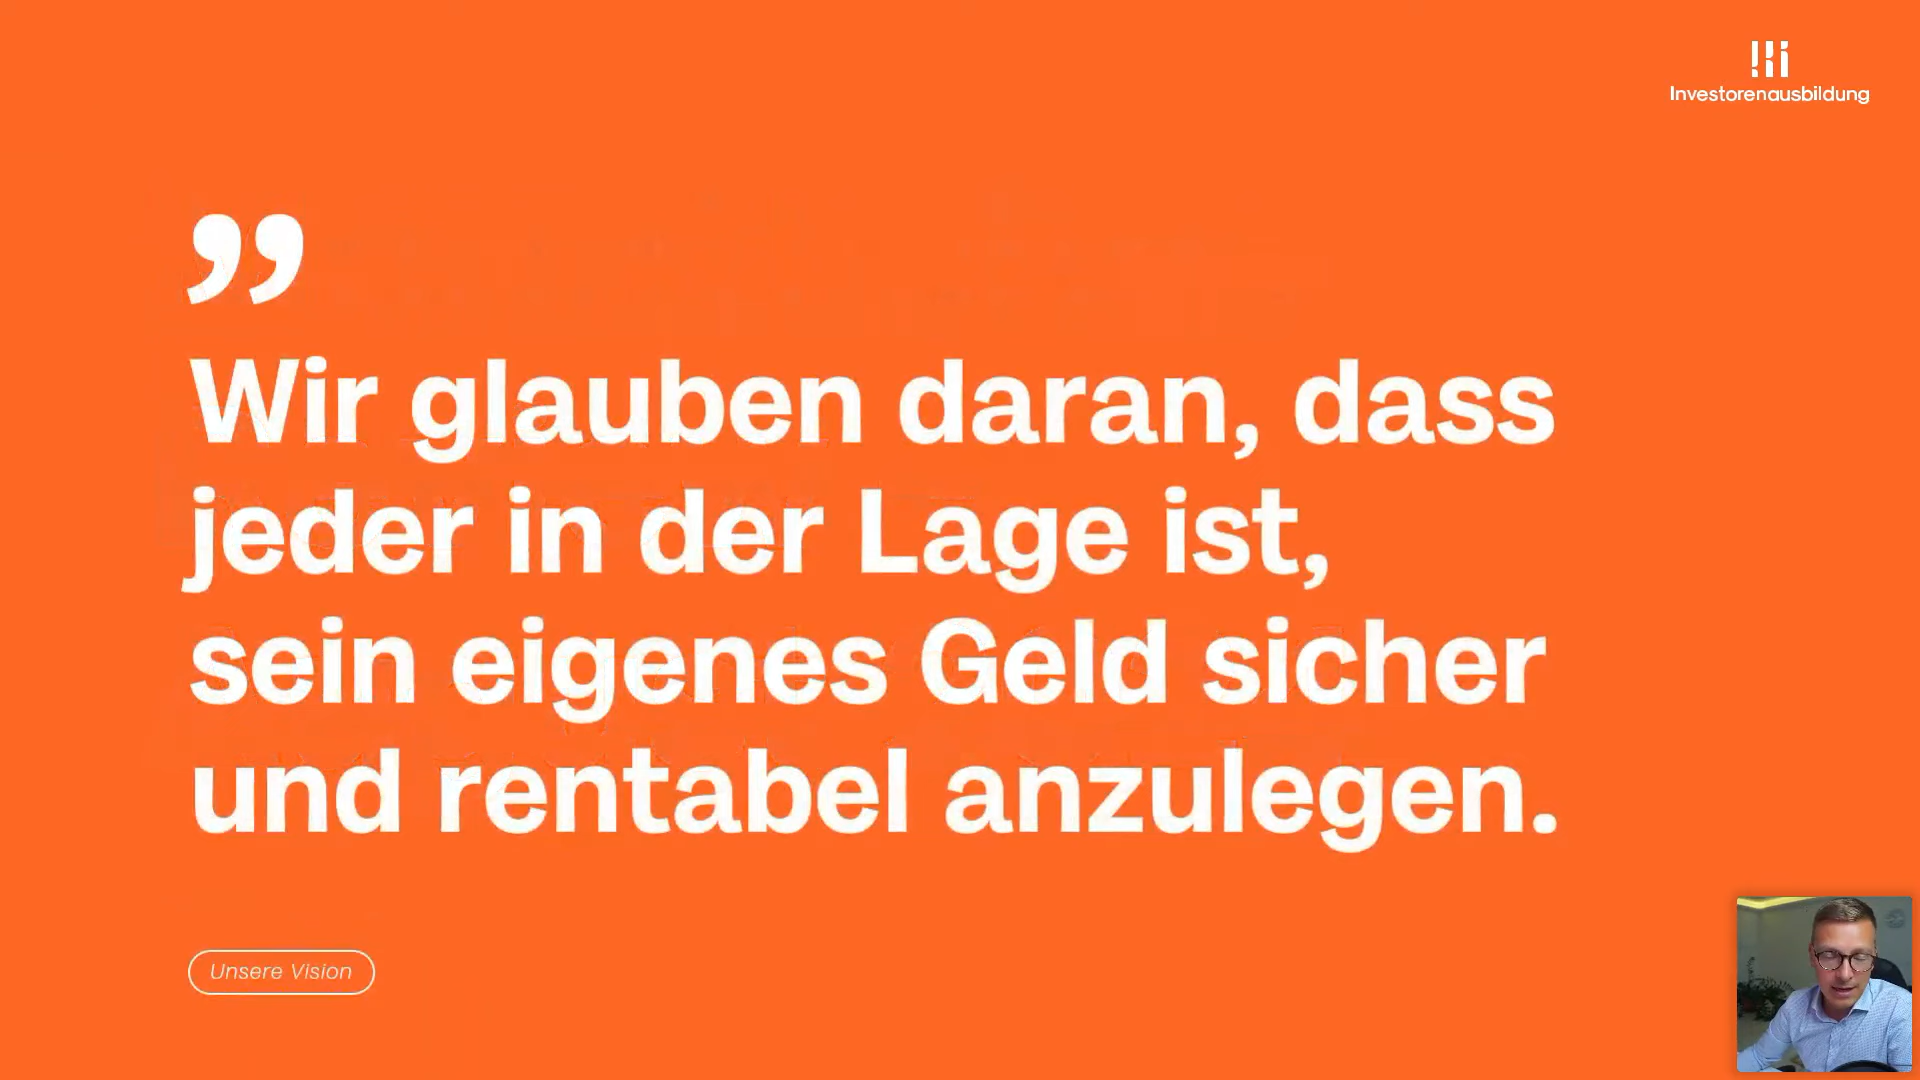 Investorenausbildung
”
Wir glauben daran, dass
jeder in der Lage ist,
sein eigenes Geld sicher
und rentabel anzulegen.
Unsere Vision